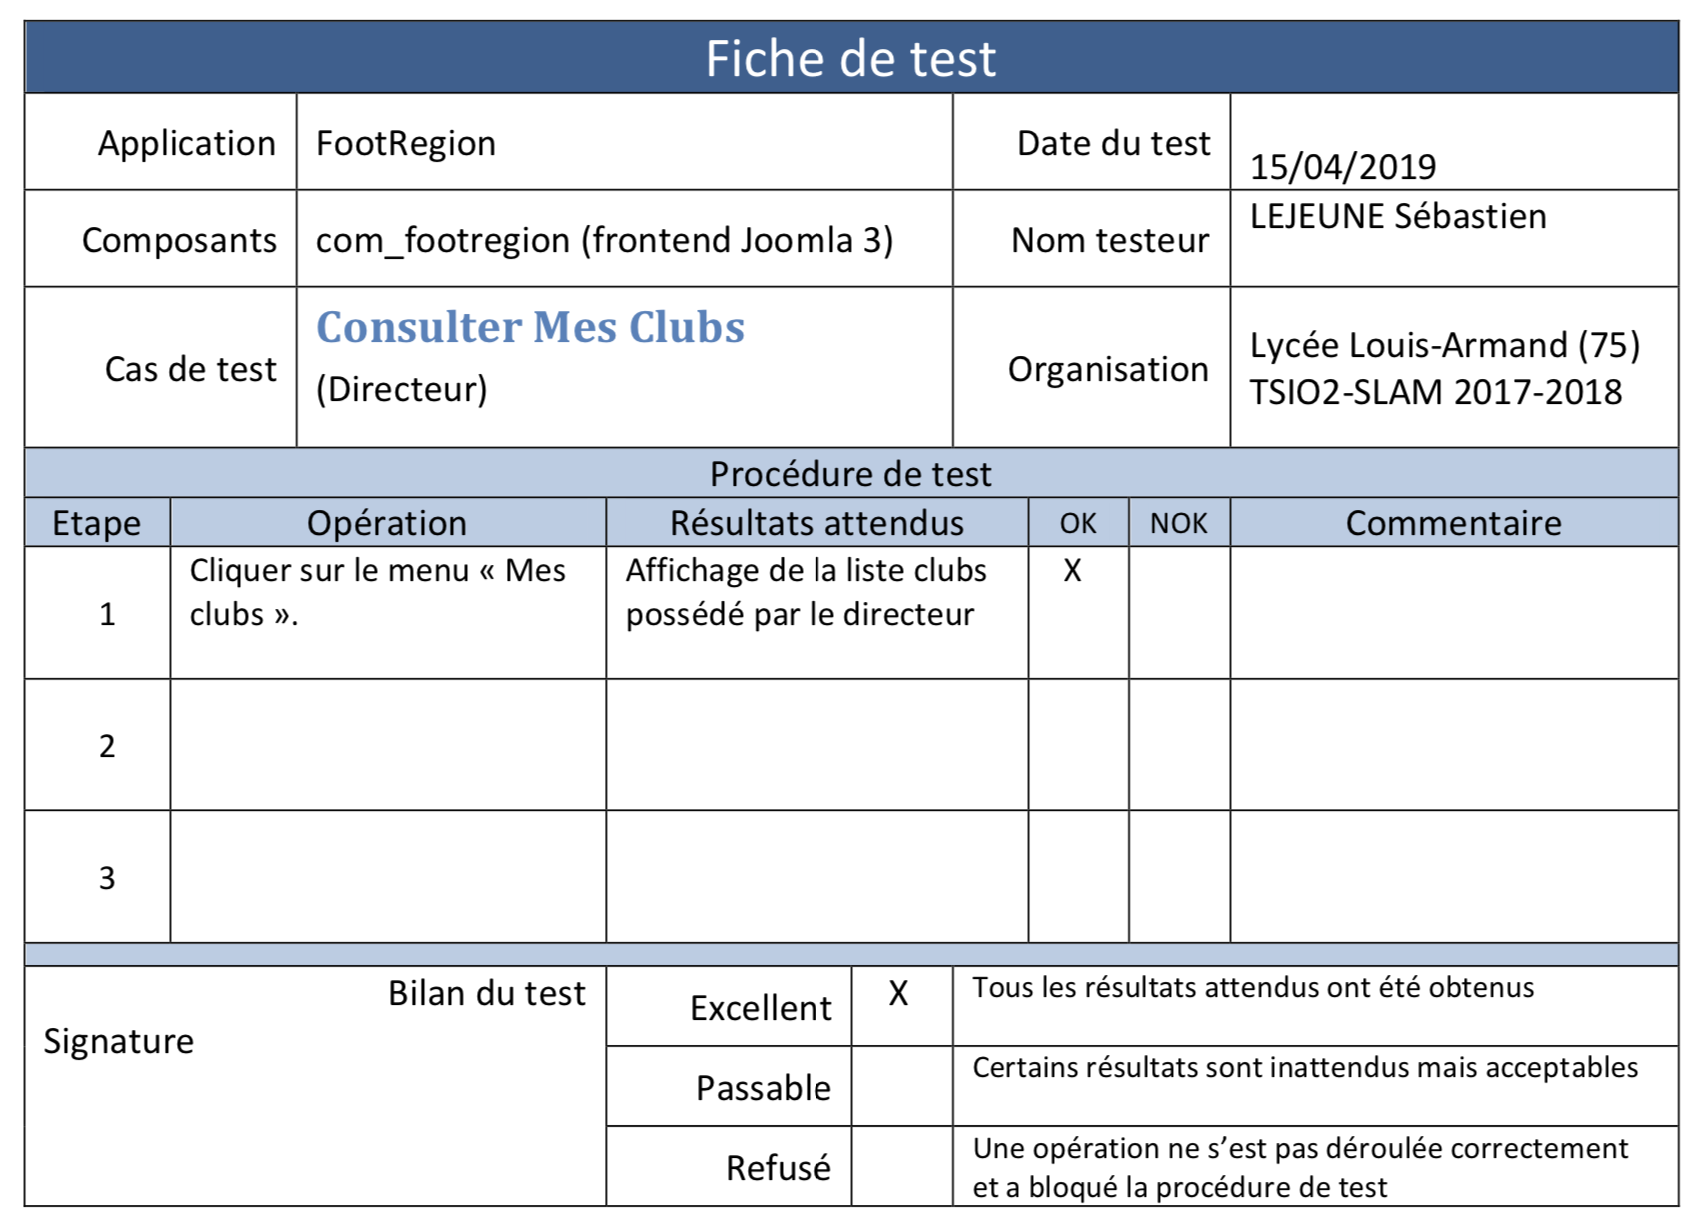 Fiche de test
Application
FootRegion
Date du test
15/04/2019
Composants
com_footregion (frontend Joomla 3)
Nom testeur
LEJEUNE Sébastien
Cas de test
Consulter Mes Clubs
(Directeur)
Organisation
Lycée Louis-Armand (75)
TSIO2-SLAM 2017-2018
Procédure de test
Etape
Opération
Résultats attendus
OK
NOK
Commentaire
1
Cliquer sur le menu « Mes
clubs ».
Affichage de la liste clubs
possédé par le directeur
X
2
3
Bilan du test
Signature
Excellent
X
Tous les résultats attendus ont été obtenus
Passable
Certains résultats sont inattendus mais acceptables
Refusé
Une opération ne s’est pas déroulée correctement
et a bloqué la procédure de test